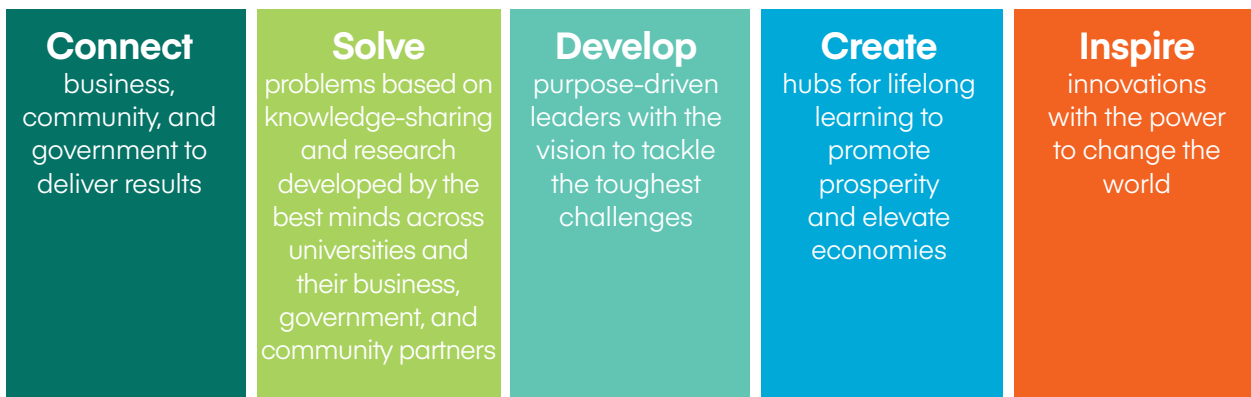 Connect
business,
community, and
government to
deliver results
Solve
problems based on
knowledge-sharing
and research
developed by the
best minds across
universities and
their business,
government, and
community partners
Develop
purpose-driven
leaders with the
vision to tackle
the toughest
challenges
Create
hubs for lifelong
learning to
promote
prosperity
and elevate
economies
Inspire
innovations
with the power
to change the
world